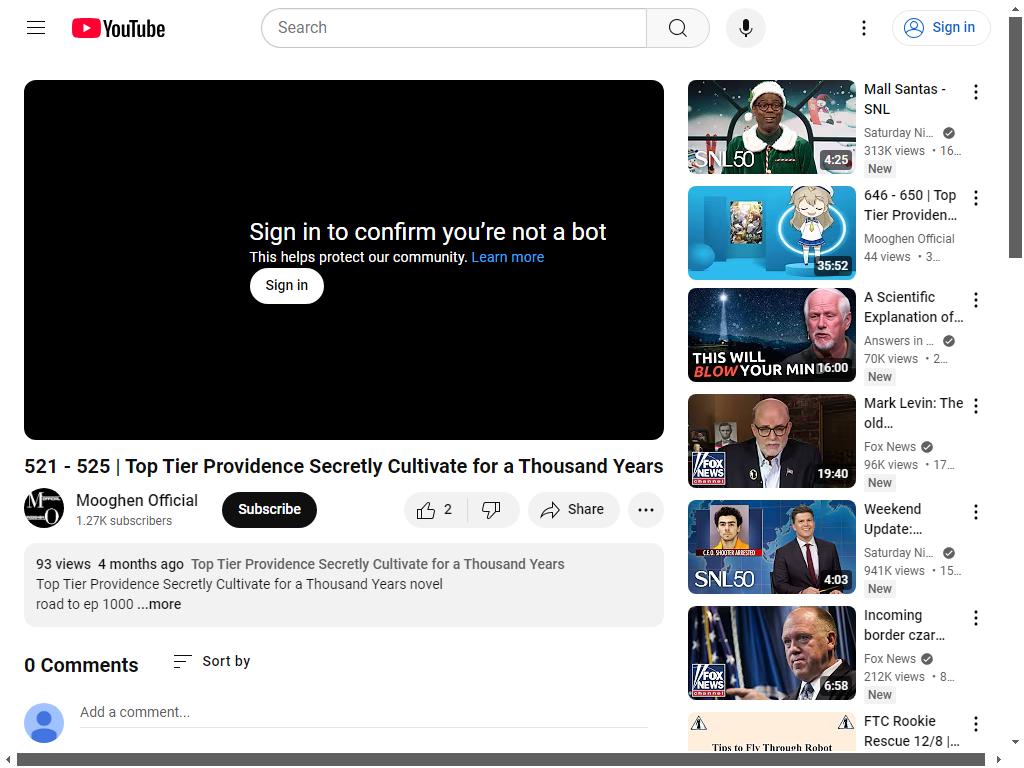 YouTube
Search
Sign in
Sign in to confirm you’re not a bot
This helps protect our community. Learn more
Sign in
521 - 525 | Top Tier Providence Secretly Cultivate for a Thousand Years
Mooghen Official
1.27K subscribers
Subscribe
2
Share
93 views 4 months ago Top Tier Providence Secretly Cultivate for a Thousand Years
Top Tier Providence Secretly Cultivate for a Thousand Years novel
road to ep 1000 ...more
0 Comments
Sort by
Add a comment...
SNL50
4:25
Mall Santas -
SNL
Saturday Ni...
313K views • 16...
New
35:52
646 - 650 | Top
Tier Providen...
Mooghen Official
44 views • 3...
THIS WILL
BLOW YOUR MIND
16:00
A Scientific
Explanation of...
Answers in ...
70K views • 2...
New
FOX
NEWS
channel
19:40
Mark Levin: The
old...
Fox News
96K views • 17...
New
C.E.O. SHOOTER ARRESTED
SNL50
4:03
Weekend
Update:...
Saturday Ni...
941K views • 15...
New
FOX
NEWS
channel
6:58
Incoming
border czar...
Fox News
212K views • 8...
New
Tips to Fly Through Robot
FTC Rookie
Rescue 12/8 |...